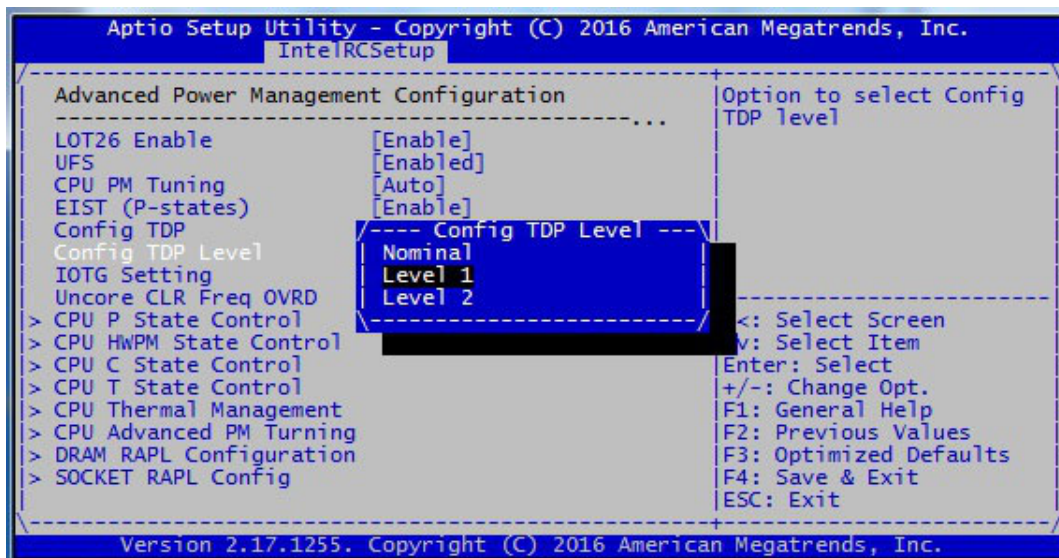 Aptio Setup Utility - Copyright (C) 2016 American Megatrends, Inc.
IntelRCSetup
Advanced Power Management Configuration
Option to select Config
TDP level
LOT26 Enable [Enable]
UFS [Enabled]
CPU PM Tuning [Auto]
EIST (P-states) [Enable]
Config TDP
Config TDP Level
IOTG Setting
Uncore CLR Freq OVRD
> CPU P State Control
> CPU HWPM State Control
> CPU C State Control
> CPU T State Control
> CPU Thermal Management
> CPU Advanced PM Turning
> DRAM RAPL Configuration
> SOCKET RAPL Config
Config TDP Level
Nominal
Level 1
Level 2
<: Select Screen
v: Select Item
Enter: Select
+/-: Change Opt.
F1: General Help
F2: Previous Values
F3: Optimized Defaults
F4: Save & Exit
ESC: Exit
Version 2.17.1255. Copyright (C) 2016 American Megatrends, Inc.